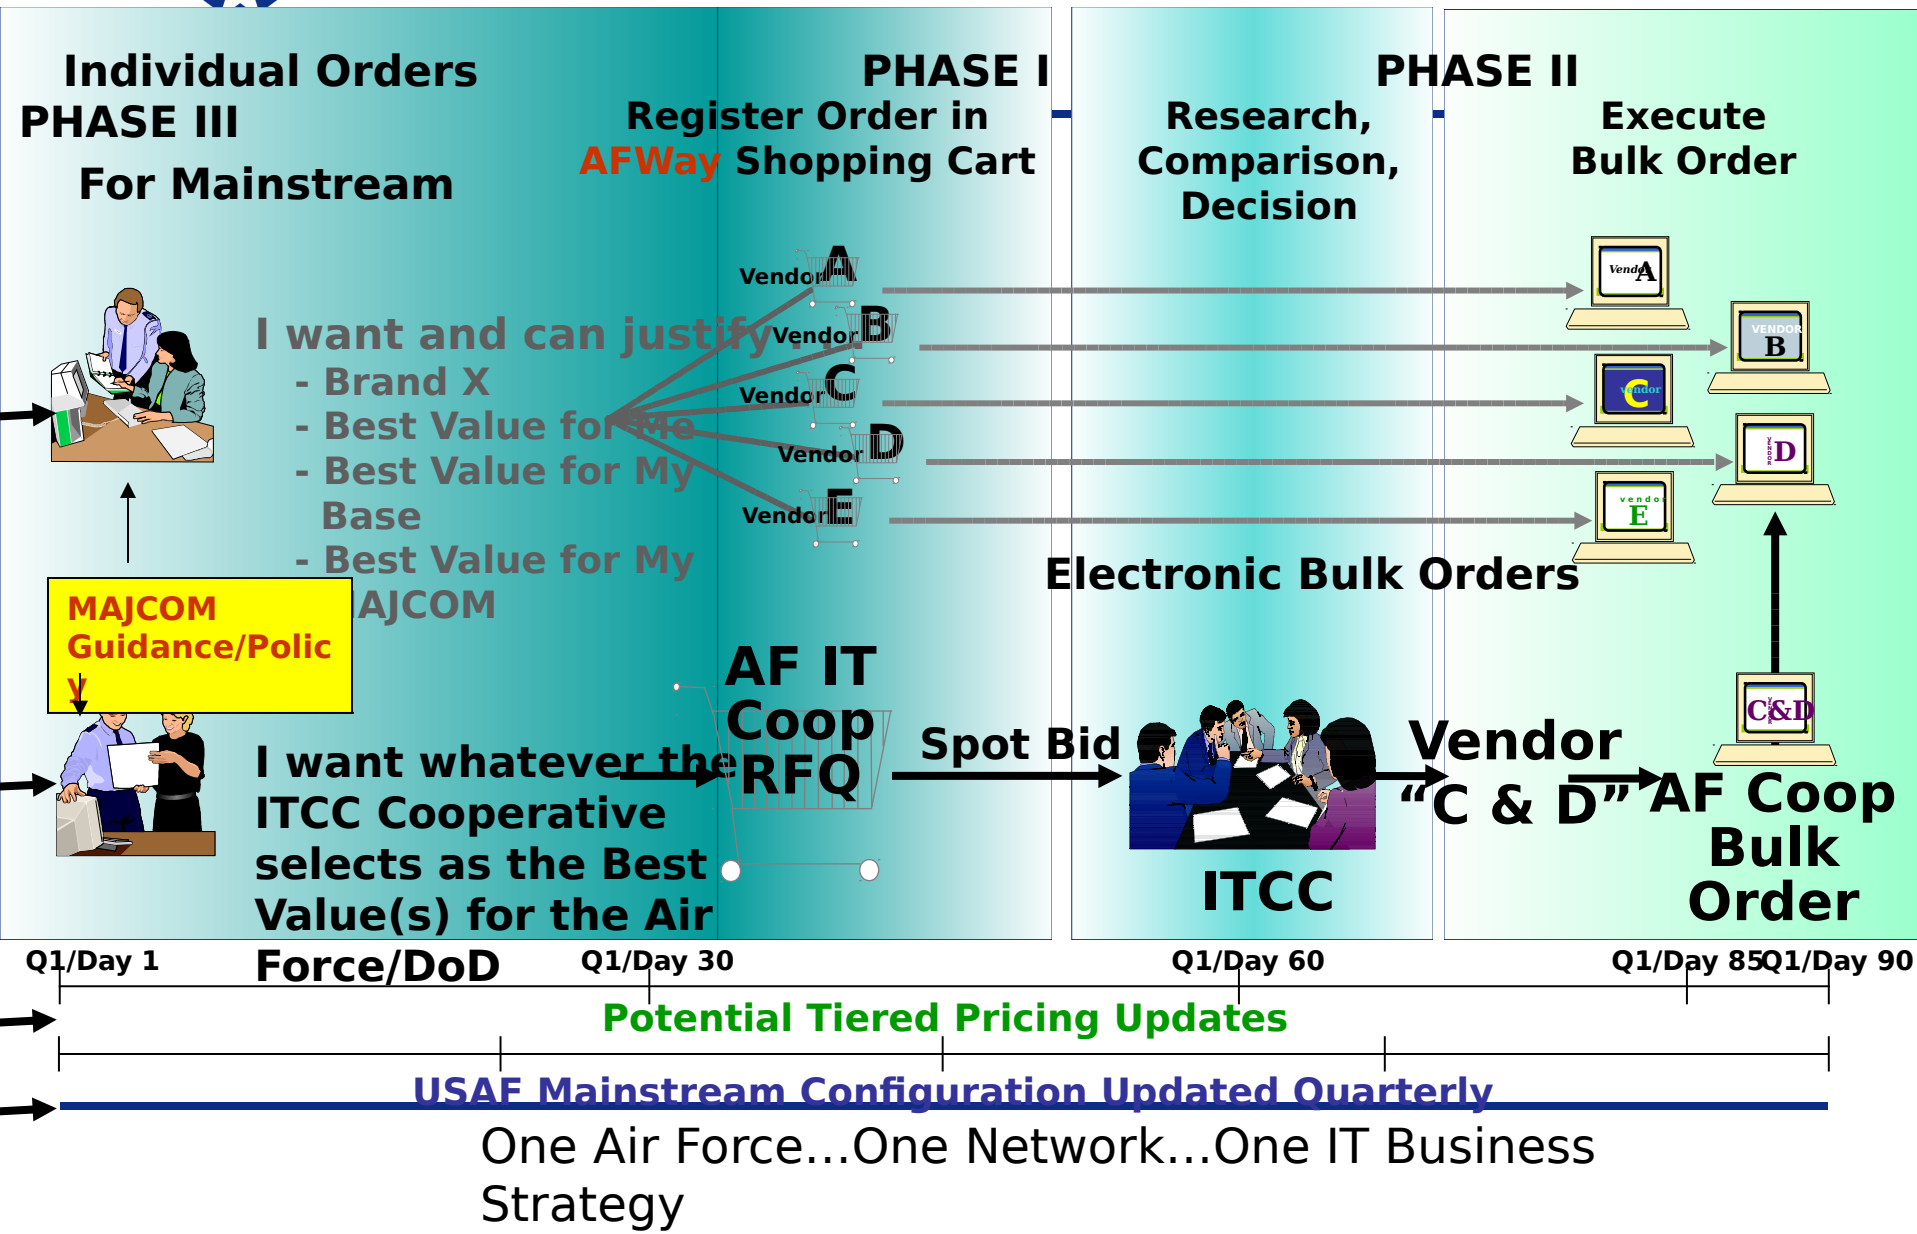 Individual Orders
PHASE I
PHASE II
PHASE III
For Mainstream
Register Order in
AFWay Shopping Cart
Research,
Comparison,
Decision
Execute
Bulk Order
I want and can justify
- Brand X
- Best Value for Me
- Best Value for My
Base
- Best Value for My
MAJCOM
Vendor A
Vendor B
Vendor C
Vendor D
Vendor E
Vendor A
VENDOR B
vendor C
VENDOR D
vendor E
Electronic Bulk Orders
MAJCOM
Guidance/Polic
y
I want whatever the
ITCC Cooperative
selects as the Best
Value(s) for the Air
Force/DoD
AF IT
Coop
RFQ
Spot Bid
ITCC
Vendor
“C & D”
C&D
AF Coop
Bulk
Order
Q1/Day 1
Q1/Day 30
Q1/Day 60
Q1/Day 85
Q1/Day 90
Potential Tiered Pricing Updates
USAF Mainstream Configuration Updated Quarterly
One Air Force...One Network...One IT Business
Strategy